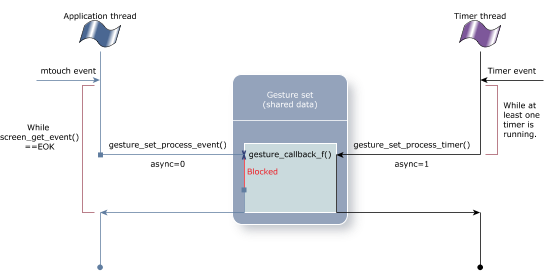 Application thread
Timer thread
mtouch event
Timer event
Gesture set
(shared data)
While
screen_get_event()
==EOK
While at
least one
timer is
running.
gesture_set_process_event()
async=0
gesture_callback_f()
Blocked
gesture_set_process_timer()
async=1